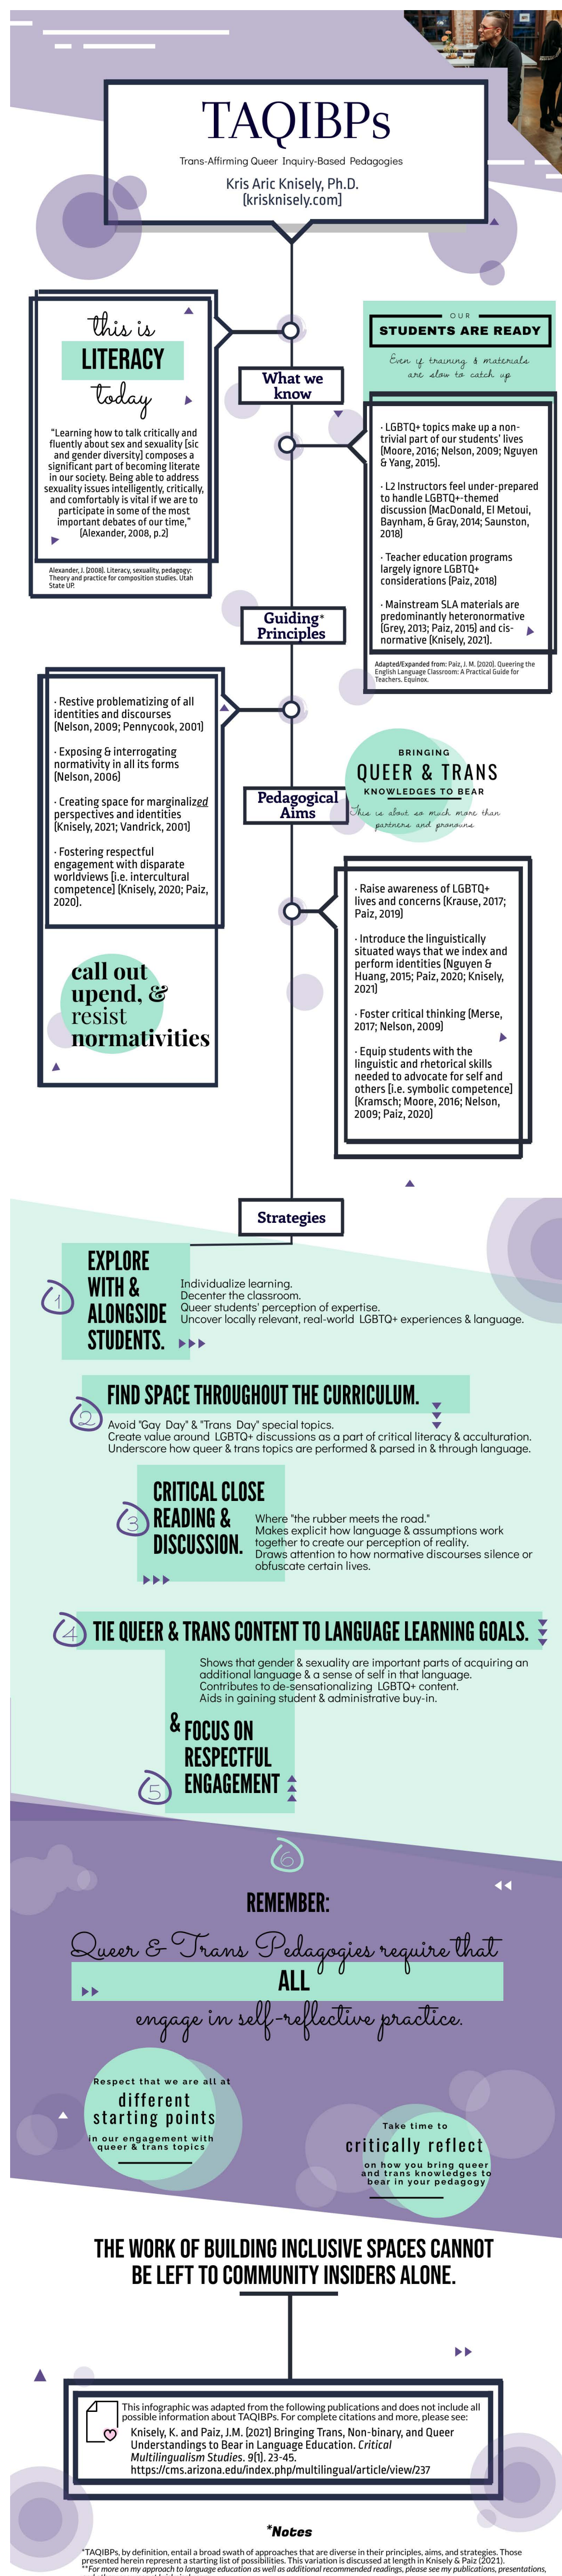 TAQIBPs
Trans-Affirming Queer Inquiry-Based Pedagogies
Kris Aric Knisely, Ph.D.
[krisknisely.com]
this is
LITERACY
today
"Learning how to talk critically and
fluently about sex and sexuality [sic
and gender diversity] composes a
significant part of becoming literate
in our society. Being able to address
sexuality issues intelligently, critically,
and comfortably is vital if we are to
participate in some of the most
important debates of our time,"
(Alexander, 2008, p.2)
Alexander, J. (2008). Literacy, sexuality, pedagogy:
Theory and practice for composition studies. Utah
State UP.
What we
know
OUR
STUDENTS ARE READY
Even if training & materials
are slow to catch up
· LGBTQ+ topics make up a non-
trivial part of our students' lives
(Moore, 2016; Nelson, 2009; Nguyen
& Yang, 2015).
· L2 Instructors feel under-prepared
to handle LGBTQ+-themed
discussion (MacDonald, El Metoui,
Baynham, & Gray, 2014; Saunston,
2018)
· Teacher education programs
largely ignore LGBTQ+
considerations (Paiz, 2018)
· Mainstream SLA materials are
predominantly heteronormative
(Grey, 2013; Paiz, 2015) and cis-
normative (Knisely, 2021).
Adapted/Expanded from: Paiz, J. M. (2020). Queering the
English Language Classroom: A Practical Guide for
Teachers. Equinox.
Guiding*
Principles
· Restive problematizing of all
identities and discourses
(Nelson, 2009; Pennycook, 2001)
· Exposing & interrogating
normativity in all its forms
(Nelson, 2006)
· Creating space for marginalized
perspectives and identities
(Knisely, 2021; Vandrick, 2001)
· Fostering respectful
engagement with disparate
worldviews [i.e. intercultural
competence] (Knisely, 2020; Paiz,
2020).
call out
upend, &
resist
normativities
Pedagogical
Aims
BRINGING
QUEER & TRANS
KNOWLEDGES TO BEAR
This is about so much more than
partners and pronouns
· Raise awareness of LGBTQ+
lives and concerns (Krause, 2017;
Paiz, 2019)
· Introduce the linguistically
situated ways that we index and
perform identities (Nguyen &
Huang, 2015; Paiz, 2020; Knisely,
2021)
· Foster critical thinking (Merse,
2017; Nelson, 2009)
· Equip students with the
linguistic and rhetorical skills
needed to advocate for self and
others [i.e. symbolic competence]
(Kramsch; Moore, 2016; Nelson,
2009; Paiz, 2020)
Strategies
1
EXPLORE
WITH &
ALONGSIDE
STUDENTS.
Individualize learning.
Decenter the classroom.
Queer students' perception of expertise.
Uncover locally relevant, real-world LGBTQ+ experiences & language.
2
FIND SPACE THROUGHOUT THE CURRICULUM.
Avoid "Gay Day" & "Trans Day" special topics.
Create value around LGBTQ+ discussions as a part of critical literacy & acculturation.
Underscore how queer & trans topics are performed & parsed in & through language.
3
CRITICAL CLOSE
READING &
DISCUSSION.
Where "the rubber meets the road."
Makes explicit how language & assumptions work
together to create our perception of reality.
Draws attention to how normative discourses silence or
obfuscate certain lives.
4
TIE QUEER & TRANS CONTENT TO LANGUAGE LEARNING GOALS.
Shows that gender & sexuality are important parts of acquiring an
additional language & a sense of self in that language.
Contributes to de-sensationalizing LGBTQ+ content.
Aids in gaining student & administrative buy-in.
5
& FOCUS ON
RESPECTFUL
ENGAGEMENT
6
REMEMBER:
Queer & Trans Pedagogies require that
ALL
engage in self-reflective practice.
Respect that we are all at
different
starting points
in our engagement with
queer & trans topics
Take time to
critically reflect
on how you bring queer
and trans knowledges to
bear in your pedagogy
THE WORK OF BUILDING INCLUSIVE SPACES CANNOT
BE LEFT TO COMMUNITY INSIDERS ALONE.
This infographic was adapted from the following publications and does not include all
possible information about TAQIBPs. For complete citations and more, please see:
Knisely, K. and Paiz, J.M. (2021) Bringing Trans, Non-binary, and Queer
Understandings to Bear in Language Education. Critical
Multilingualism Studies. 9(1). 23-45.
https://cms.arizona.edu/index.php/multilingual/article/view/237
*Notes
*TAQIBPs, by definition, entail a broad swath of approaches that are diverse in their principles, aims, and strategies. Those
presented herein represent a starting list of possibilities. This variation is discussed at length in Knisely & Paiz (2021).
**For more on my approach to language education as well as additional recommended readings, please see my publications, presentations,